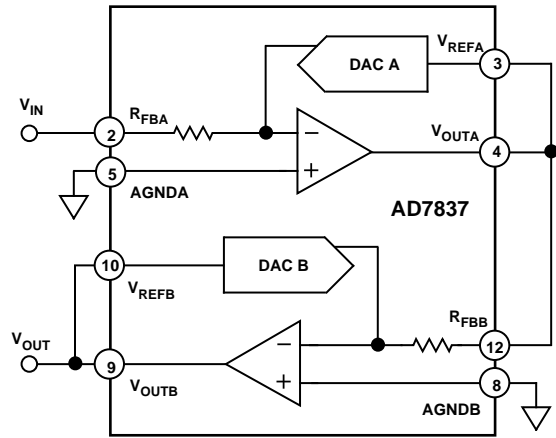 DAC A
V_REFA
3
V_IN
2
R_FBA
−
V_OUTA
4
5
+
AGNDA
AD7837
10
DAC B
V_REFB
R_FBB
V_OUT
9
−
12
V_OUTB
+
8
AGNDB